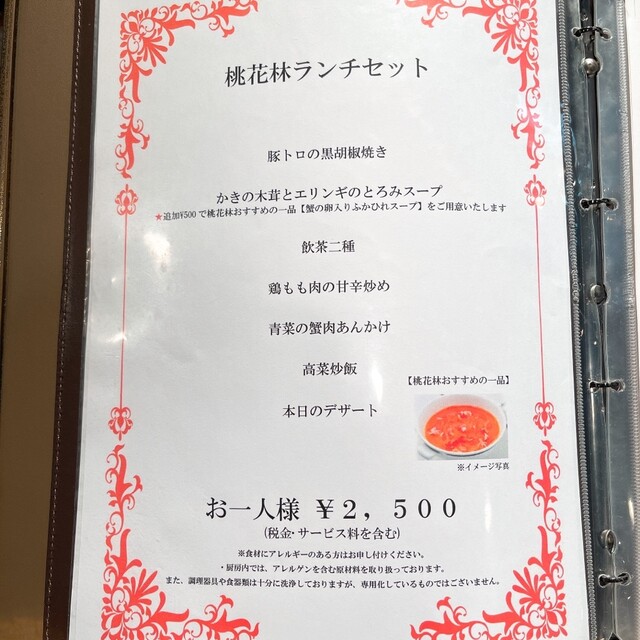 桃花林ランチセット
豚トロの黒胡椒焼き
かきの木茸とエリンギのとろみスープ
★追加¥500で桃花林おすすめの一品【蟹の卵入りふかひれスープ】をご用意いたします
飲茶二種
鶏もも肉の甘辛炒め
青菜の蟹肉あんかけ
高菜炒飯
本日のデザート
【桃花林おすすめの一品】
※イメージ写真
お一人様 ¥2,500
(税金･サービス料を含む)
※食材にアレルギーのある方はお申し付けください。
・厨房内では、アレルゲンを含む原材料を取り扱っております。
また、調理器具や食器類は十分に洗浄しておりますが、専用化しているものではございません。